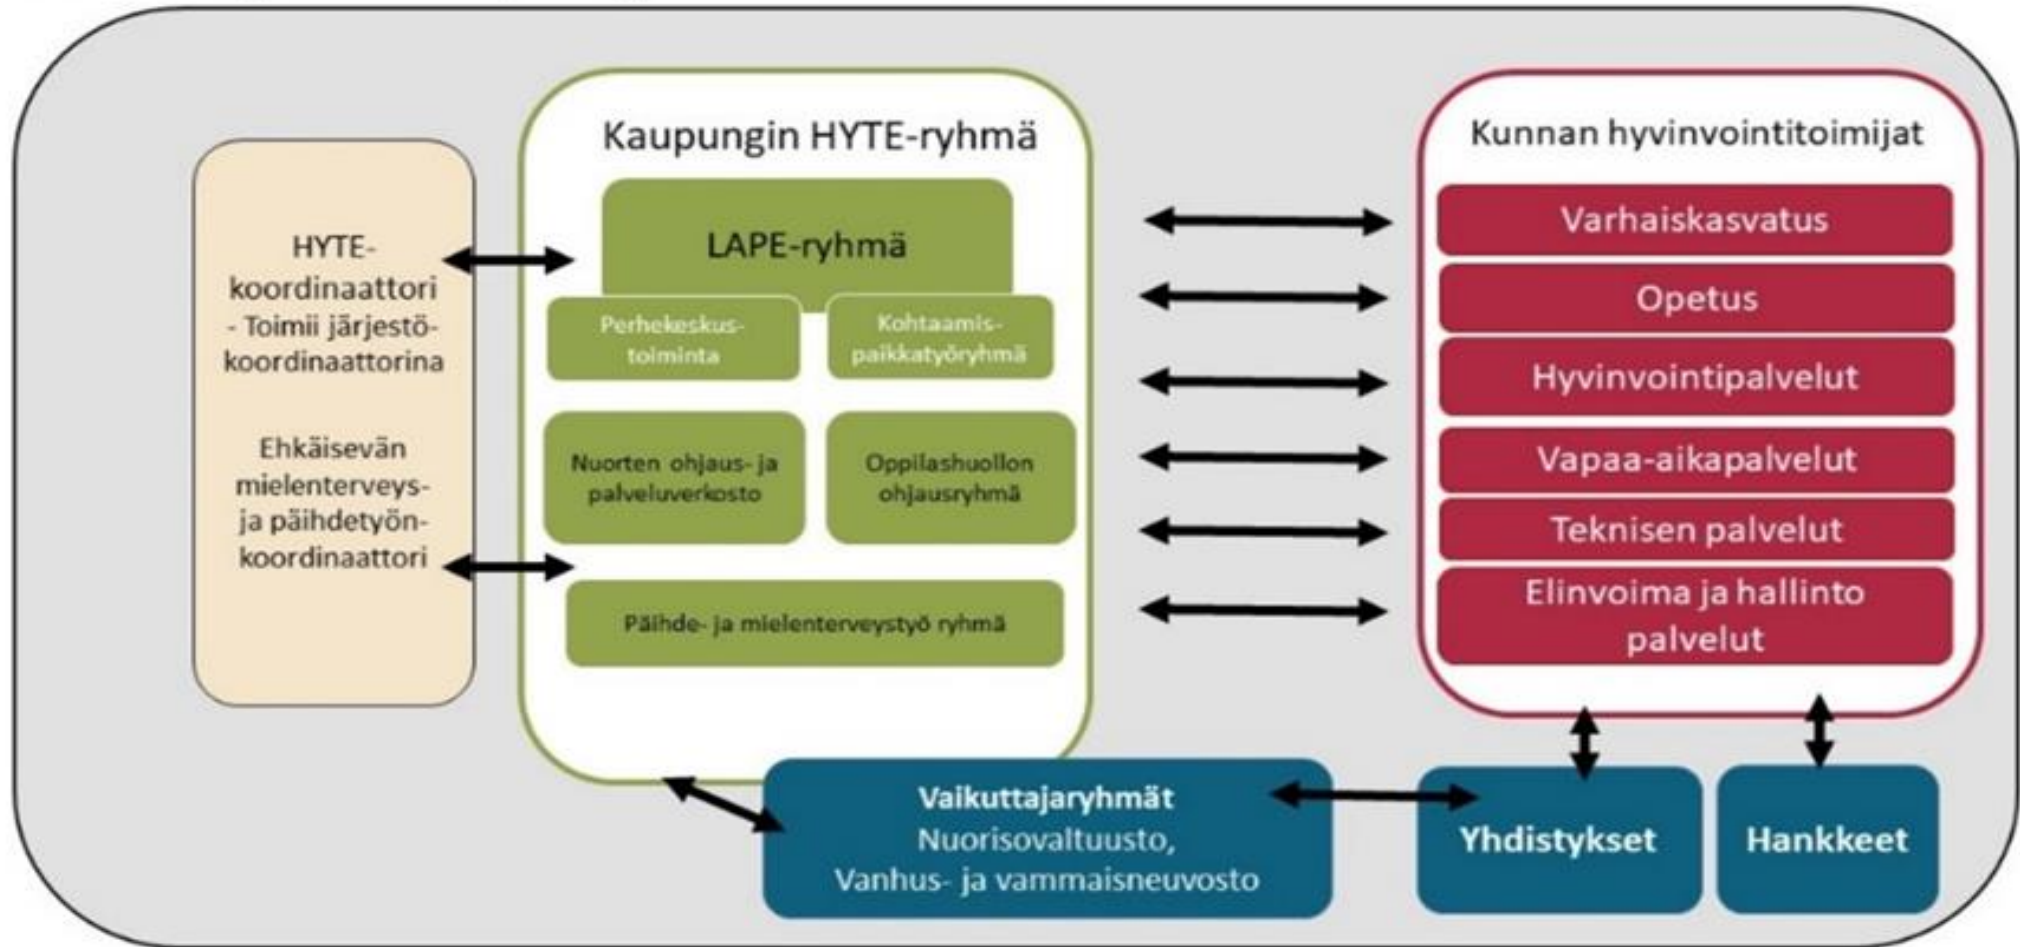 HYTE-
koordinaattori
- Toimii järjestö-
koordinaattorina
Ehkäisevän
mielenterveys-
ja päihdetyön-
koordinaattori
Kaupungin HYTE-ryhmä
LAPE-ryhmä
Perhekeskus-
toiminta
Kohtaamis-
paikkatyöryhmä
Nuorten ohjaus- ja
palveluverkosto
Oppilashuollon
ohjausryhmä
Päihde- ja mielenterveystyö ryhmä
Kunnan hyvinvointitoimijat
Varhaiskasvatus
Opetus
Hyvinvointipalvelut
Vapaa-aikapalvelut
Teknisen palvelut
Elinvoima ja hallinto
palvelut
Vaikuttajaryhmät
Nuorisovaltuusto,
Vanhus- ja vammaisneuvosto
Yhdistykset
Hankkeet